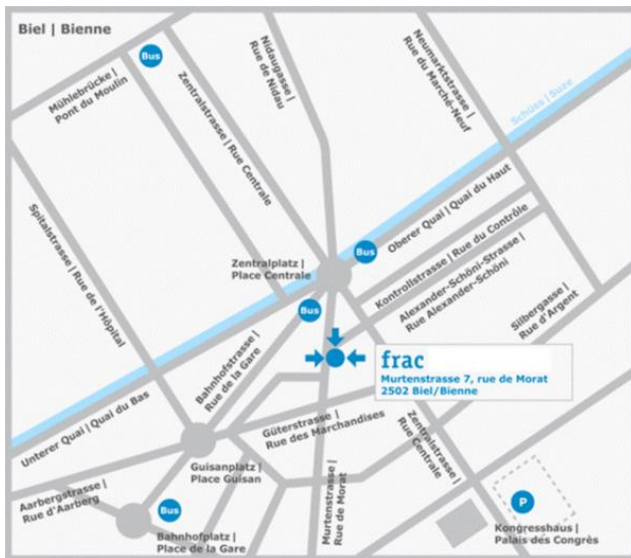 Biel | Bienne
Bus
Mühlebrücke |
Pont du Moulin
Zentralstrasse | Rue Centrale
Nidaugasse |
Rue de Nidau
Neumarktstrasse |
Rue du Marché-Neuf
Schüss | Suze
Spitalstrasse | Rue de l'Hôpital
Zentralplatz |
Place Centrale
Bus
Oberer Quai | Quai du Haut
Kontrollstrasse | Rue du Contrôle
Alexander-Schöni-Strasse |
Rue Alexander-Schöni
Silbergasse |
Rue d'Argent
Bus
Bahnhofstrasse |
Rue de la Gare
frac
Murtenstrasse 7, rue de Morat
2502 Biel/Bienne
Unterer Quai | Quai du Bas
Güterstrasse |
Rue des Marchandises
Zentralstrasse |
Rue Centrale
Guisanplatz |
Place Guisan
Murtenstrasse |
Rue de Morat
Aarbergstrasse |
Rue d'Aarberg
Bus
P
Bahnhofplatz |
Place de la Gare
Kongresshaus |
Palais des Congrès